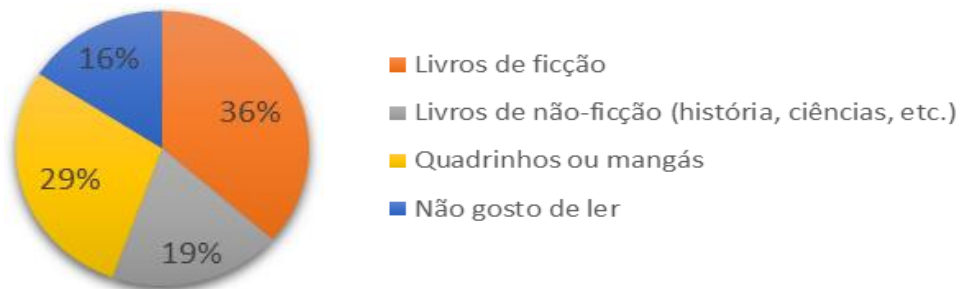 16%
36%
29%
19%
Livros de ficção
Livros de não-ficção (história, ciências, etc.)
Quadrinhos ou mangás
Não gosto de ler